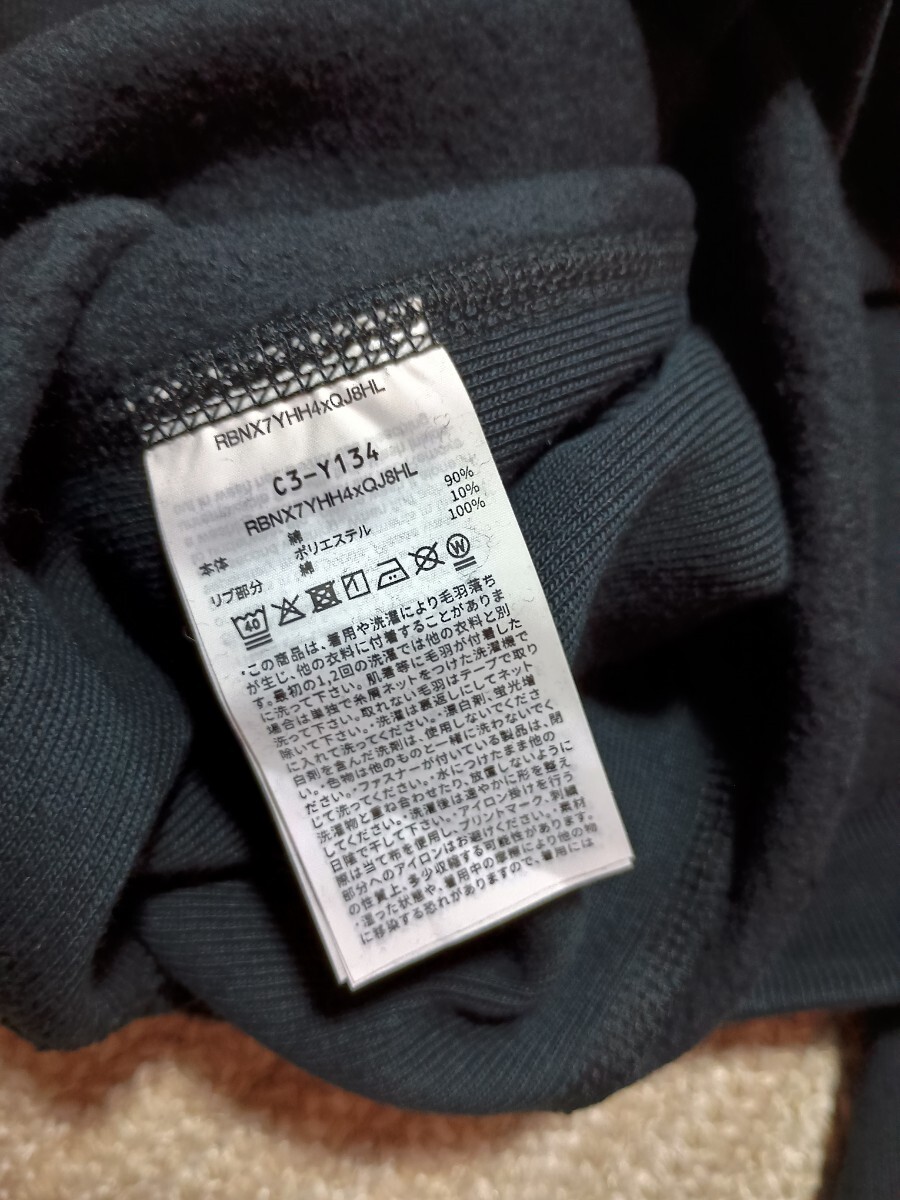 RBNX7YHH4xQJ8HL
C3-Y134
RBNX7YHH4xQJ8HL
本体 綿 90%
ポリエステル 10%
リブ部分 綿 100%
40 W
・この商品は、着用や洗濯により毛羽落ち
が生じ、他の衣料に付着することがありま
す。最初の1,2回の洗濯では他の衣料と別
に洗って下さい。肌着等に毛羽が付着した
場合は単独で糸屑ネットをつけた洗濯機で
洗って下さい。取れない毛羽はテープで取り
除いて下さい。・洗濯は裏返しにしてネット
に入れて洗ってください。・漂白剤、蛍光増
白剤を含んだ洗剤は、使用しないでくださ
い。・色物は他のものと一緒に洗わないでく
ださい。・ファスナーが付いている製品は、閉
じて洗ってください。・水につけたまま他の
洗濯物と重ね合わせたり、放置しないように
してください。・洗濯後は速やかに形を整え
日陰で干して下さい。・アイロン掛けを行う
際は当て布を使用し、プリントマーク、刺繍
部分へのアイロンはお避けください。・素材
の性質上、多少収縮する可能性があります。
・湿った状態や、着用中の摩擦により他の物
に移染する恐れがありますので、着用には